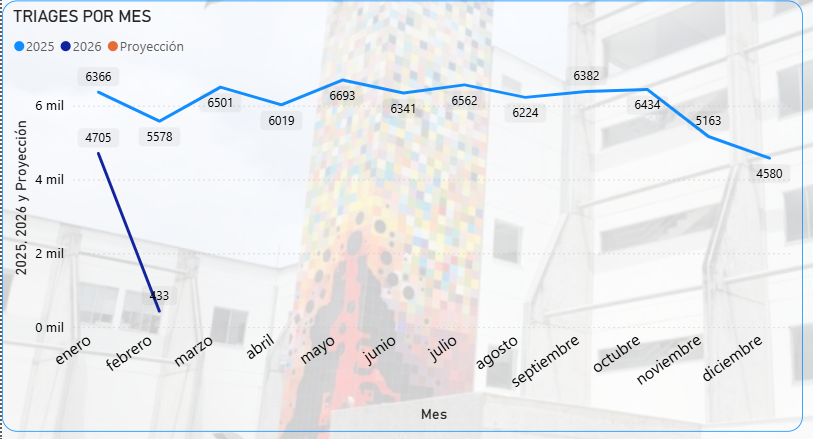 TRIAGES POR MES
2025 2026 Proyección
2025, 2026 y Proyección
6 mil
4 mil
2 mil
0 mil
6366
5578
6501
6019
6693
6341
6562
6224
6382
6434
5163
4580
4705
433
enero
febrero
marzo
abril
mayo
junio
julio
agosto
septiembre
octubre
noviembre
diciembre
Mes